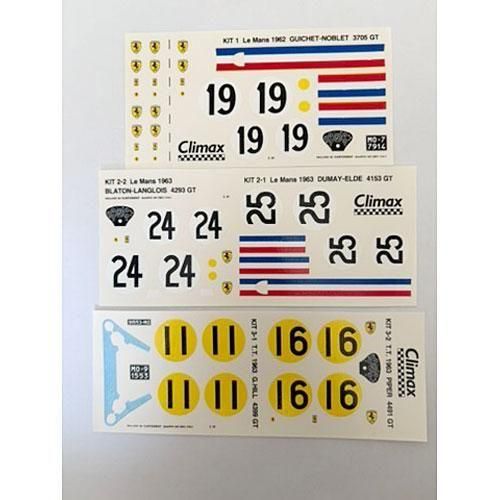 KIT 1 Le Mans 1962 GUICHET-NOBLET 3705 GT
19
19
19
19
Climax
MO-7
7914
KIT 2-2 Le Mans 1963
BLATON-LANGLOIS 4293 GT
24
24
24
24
KIT 2-1 Le Mans 1963 DUMAY-ELDE 4153 GT
25
25
25
25
Climax
MO-9
1553
11
11
11
11
KIT 3-1 T.T. 1963 G.HILL 4399 GT
16
16
16
16
KIT 3-2 T.T. 1963 PIPER 4491 GT
Climax